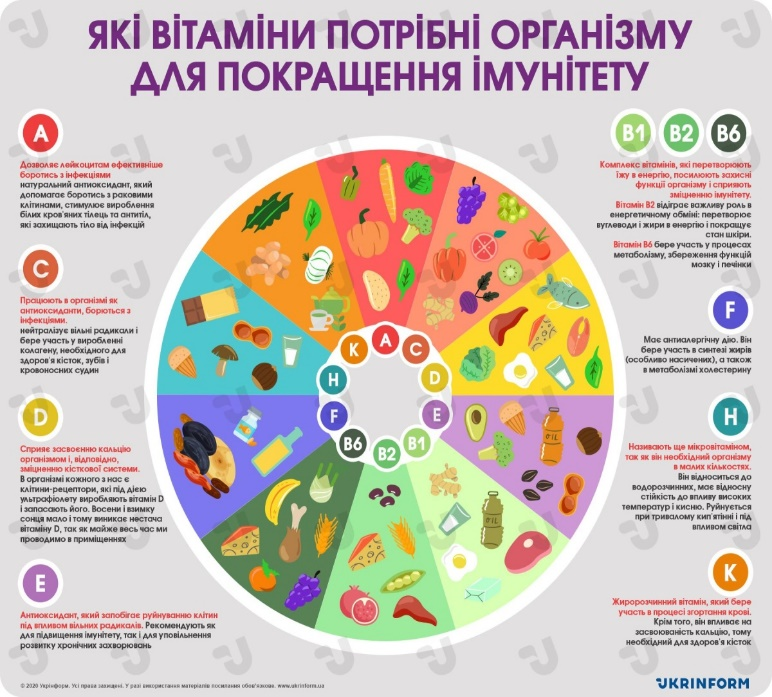 ЯКІ ВІТАМІНИ ПОТРІБНІ ОРГАНІЗМУ
ДЛЯ ПОКРАЩЕННЯ ІМУНІТЕТУ
A
Дозволяє лейкоцитам ефективніше
боротись з інфекціями
натуральний антиоксидант, який
допомагає боротись з раковими
клітинами, стимулює вироблення
білих кров'яних тілець та антитіл,
які захищають тіло від інфекцій
C
Працюють в організмі як
антиоксиданти, борються з
інфекціями.
нейтралізує вільні радикали і
бере участь у виробленні
колагену, необхідного для
здоров'я кісток, зубів і
кровоносних судин
D
Сприяє засвоєнню кальцію
організмом і, відповідно,
зміцненню кісткової системи.
В організмі кожного з нас є
клітини-рецептори, які під дією
ультрафіолету виробляють вітамін D
і запасають його. Восени і взимку
сонця мало і тому виникає нестача
вітаміну D, так як майже весь час ми
проводимо в приміщеннях
E
Антиоксидант, який запобігає руйнуванню клітин
під впливом вільних радикалів. Рекомендують як
для підвищення імунітету, так і для уповільнення
розвитку хронічних захворювань
B1 B2 B6
Комплекс вітамінів, які перетворюють
їжу в енергію, посилюють захисні
функції організму і сприяють
зміцненню імунітету.
Вітамін B2 відіграє важливу роль в
енергетичному обміні: перетворює
вуглеводи і жири в енергію і покращує
стан шкіри.
Вітамін B6 бере участь у процесах
метаболізму, збереження функцій
мозку і печінки
F
Має антиалергічну дію. Він
бере участь в синтезі жирів
(особливо насичених), а також
в метаболізмі холестерину
H
Називають ще мікровітаміном,
так як він необхідний організму
в малих кількостях.
Він відноситься до
водорозчинних, має відносну
стійкість до впливу високих
температур і кисню. Руйнується
при тривалому кип'ятінні і під
впливом світла
K
Жиророзчинний вітамін, який бере
участь в процесі згортання крові.
Крім того, він впливає на
засвоюваність кальцію, тому
необхідний для здоров'я кісток
A
C
D
E
B1
B2
B6
F
H
K
OIL
OIL
© 2020 Укрінформ. Усі права захищені. У разі використання матеріалів посилання обов'язкове. www.ukrinform.ua
UKRINFORM